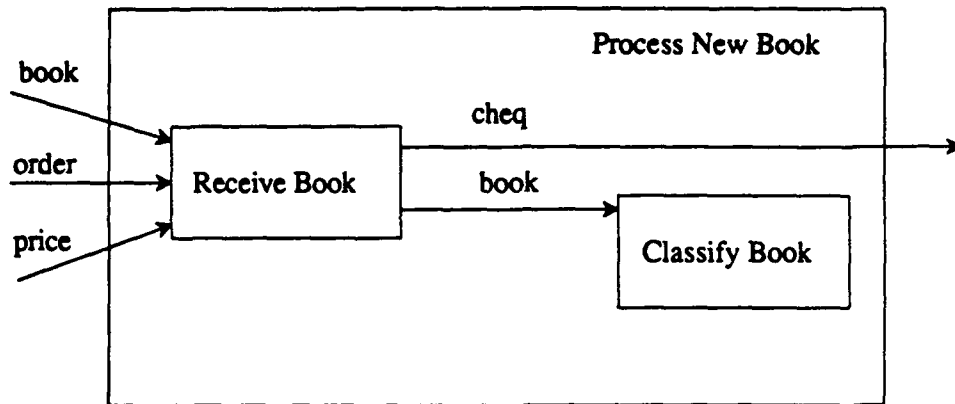 Process New Book
book
cheq
order
Receive Book
book
price
Classify Book